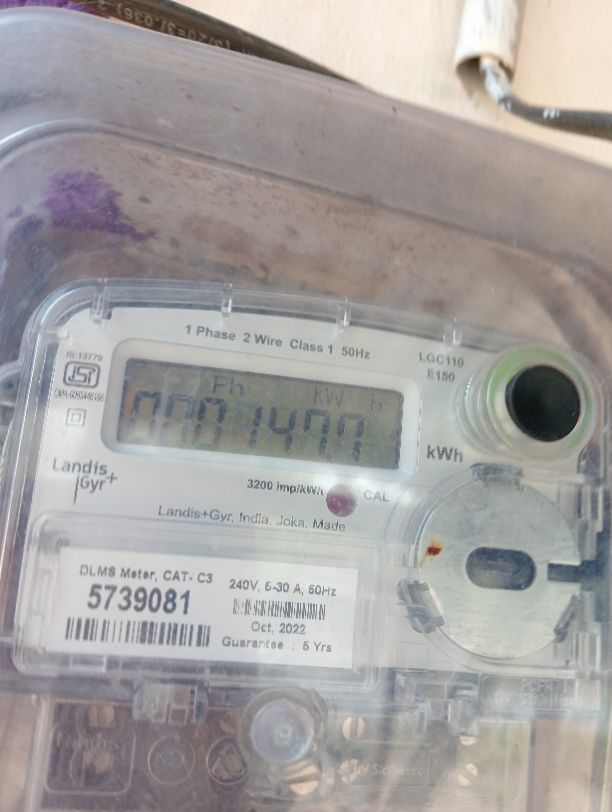 1 Phase 2 Wire Class 1 50Hz
LGC110
E150
IS:13779
Ph kW h
kWh
Landis
Gyr+
3200 imp/kWh
CAL
Landis+Gyr, India, Joka, Made
DLMS Meter, CAT- C3
5739081
240V, 5-30 A, 50Hz
Oct, 2022
Guarantee : 5 Yrs